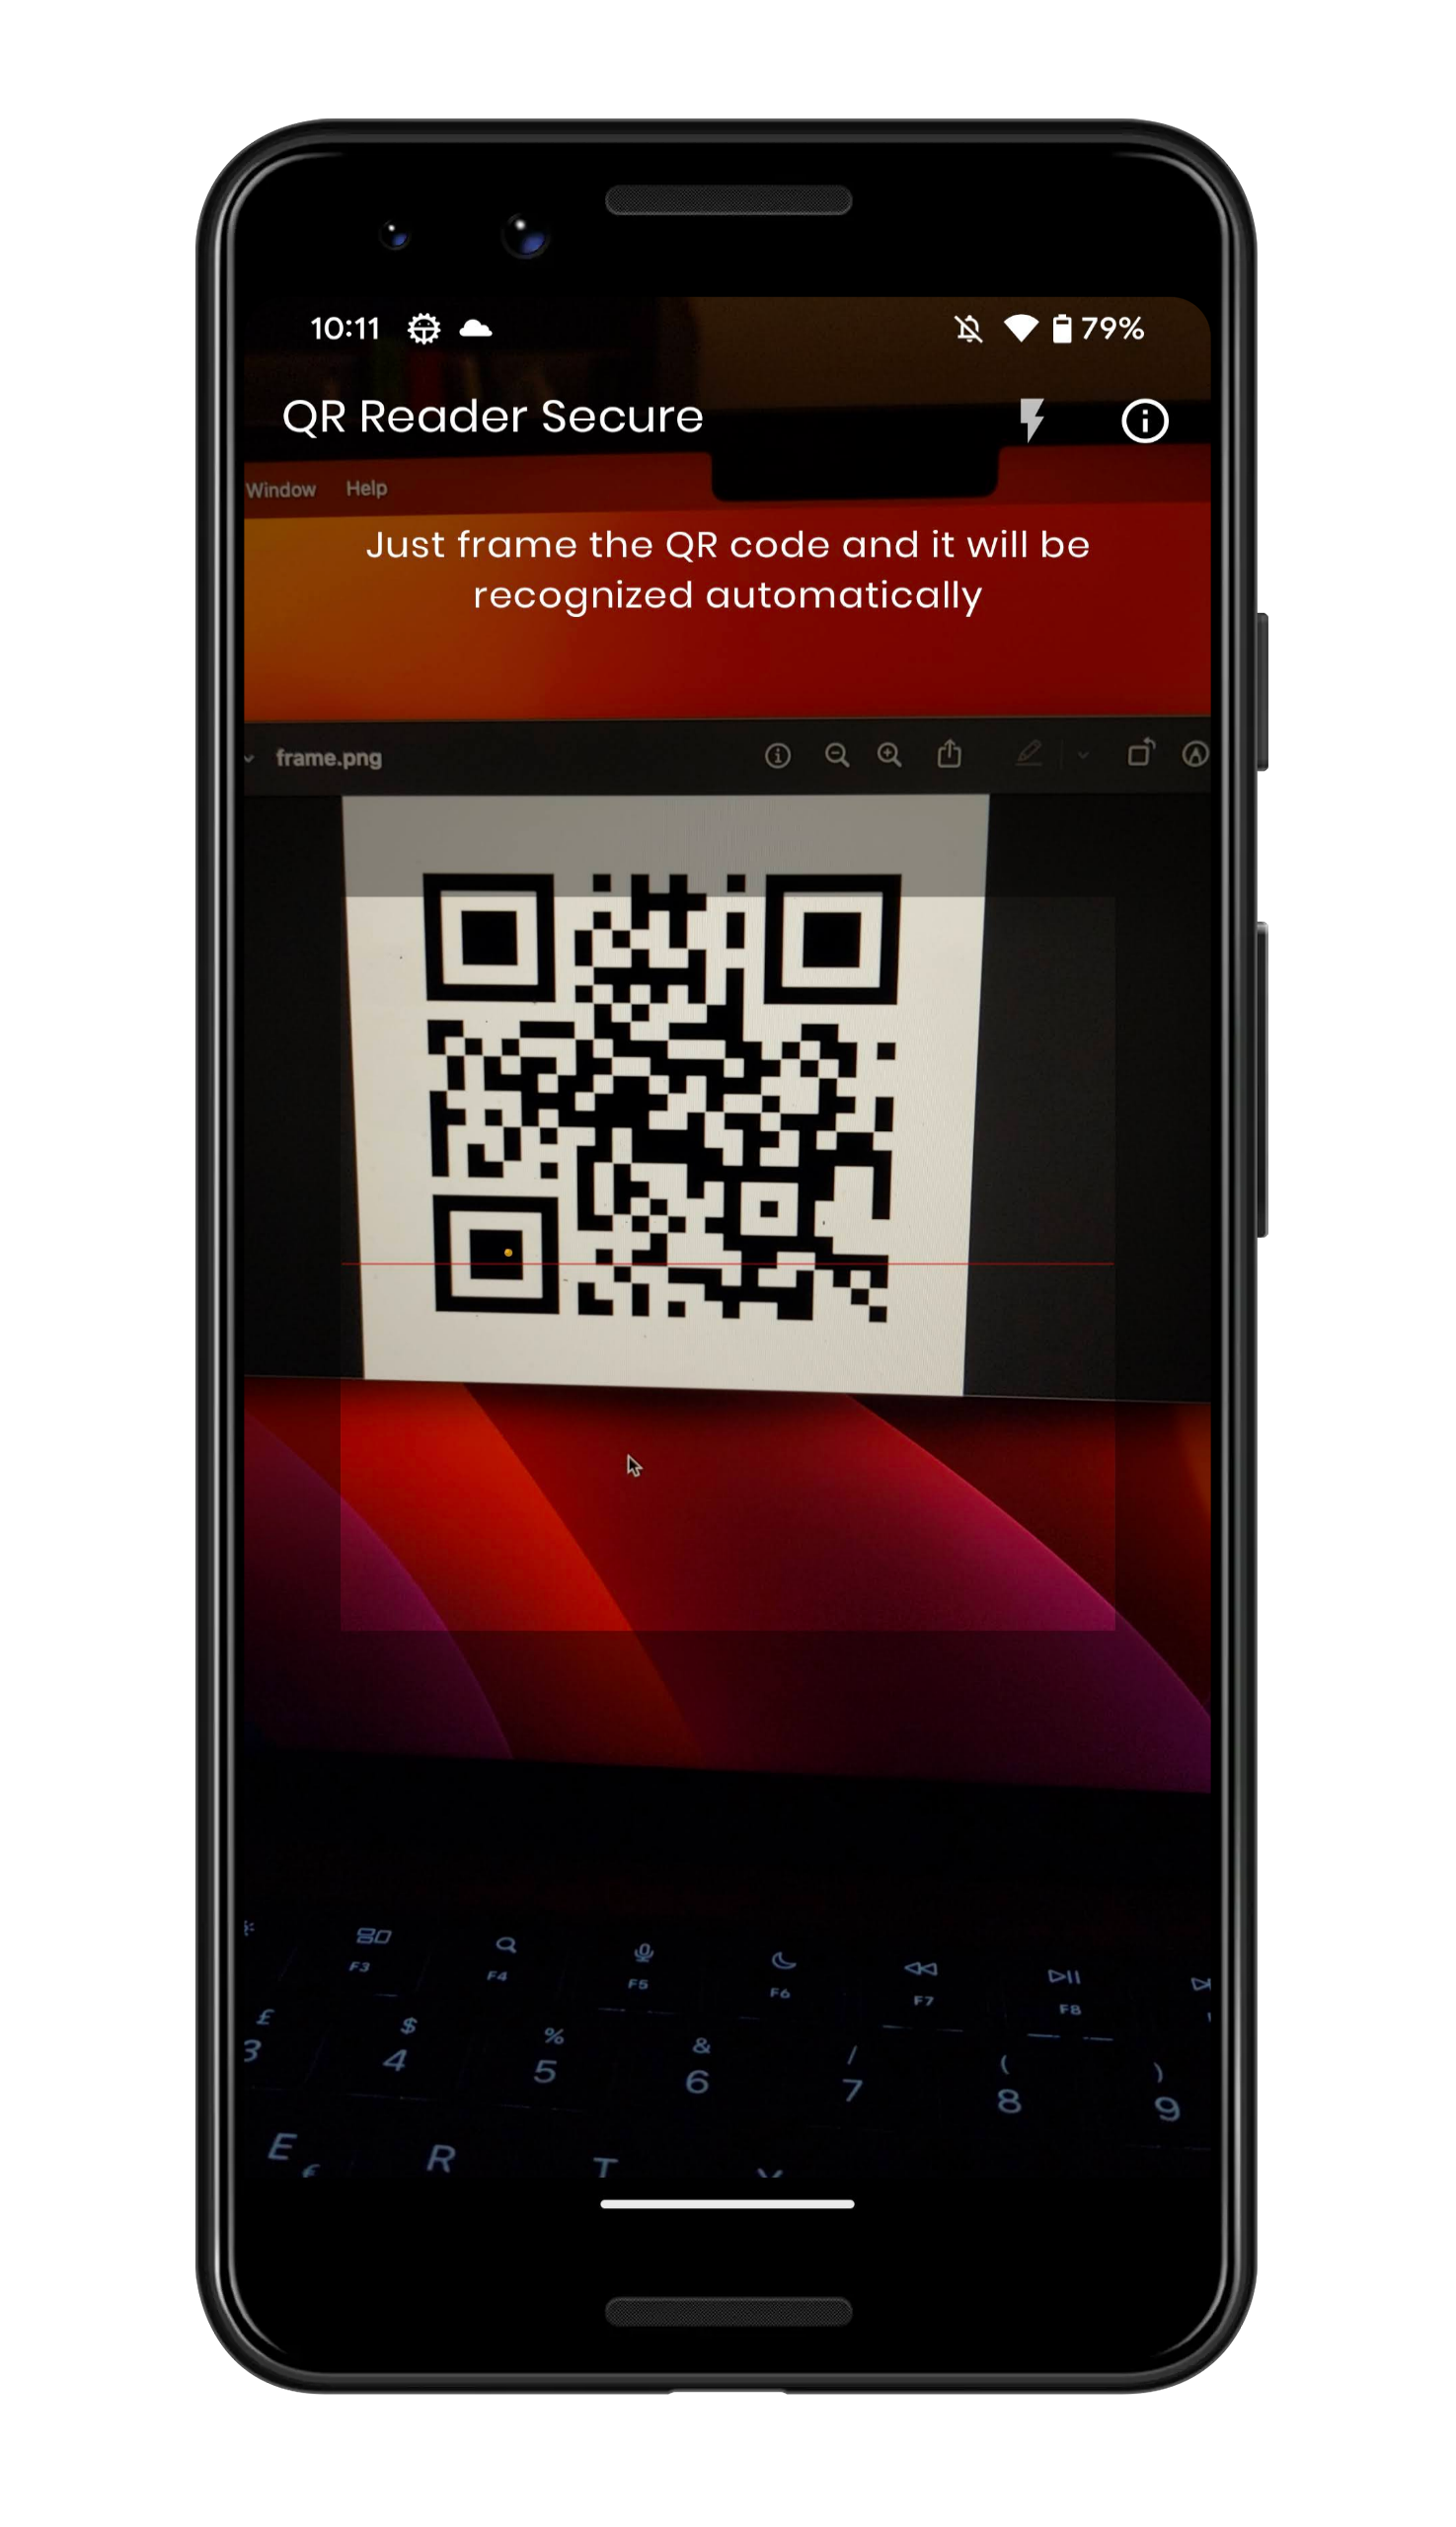 10:11
79%
QR Reader Secure
Window Help
Just frame the QR code and it will be
recognized automatically
frame.png
F3 F4 F5 F6 F7 F8
£ $ % & / ( )
3 4 5 6 7 8 9
E € R T